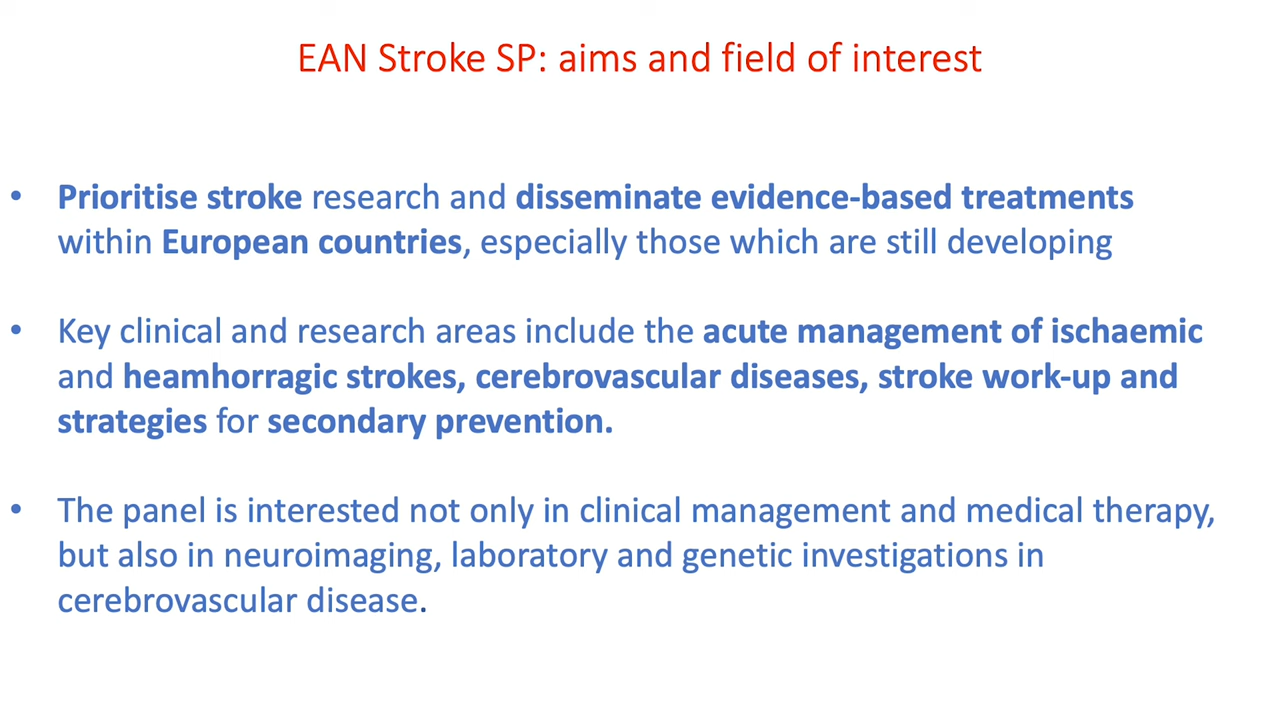 EAN Stroke SP: aims and field of interest
• Prioritise stroke research and disseminate evidence-based treatments
within European countries, especially those which are still developing
• Key clinical and research areas include the acute management of ischaemic
and heamhorragic strokes, cerebrovascular diseases, stroke work-up and
strategies for secondary prevention.
• The panel is interested not only in clinical management and medical therapy,
but also in neuroimaging, laboratory and genetic investigations in
cerebrovascular disease.